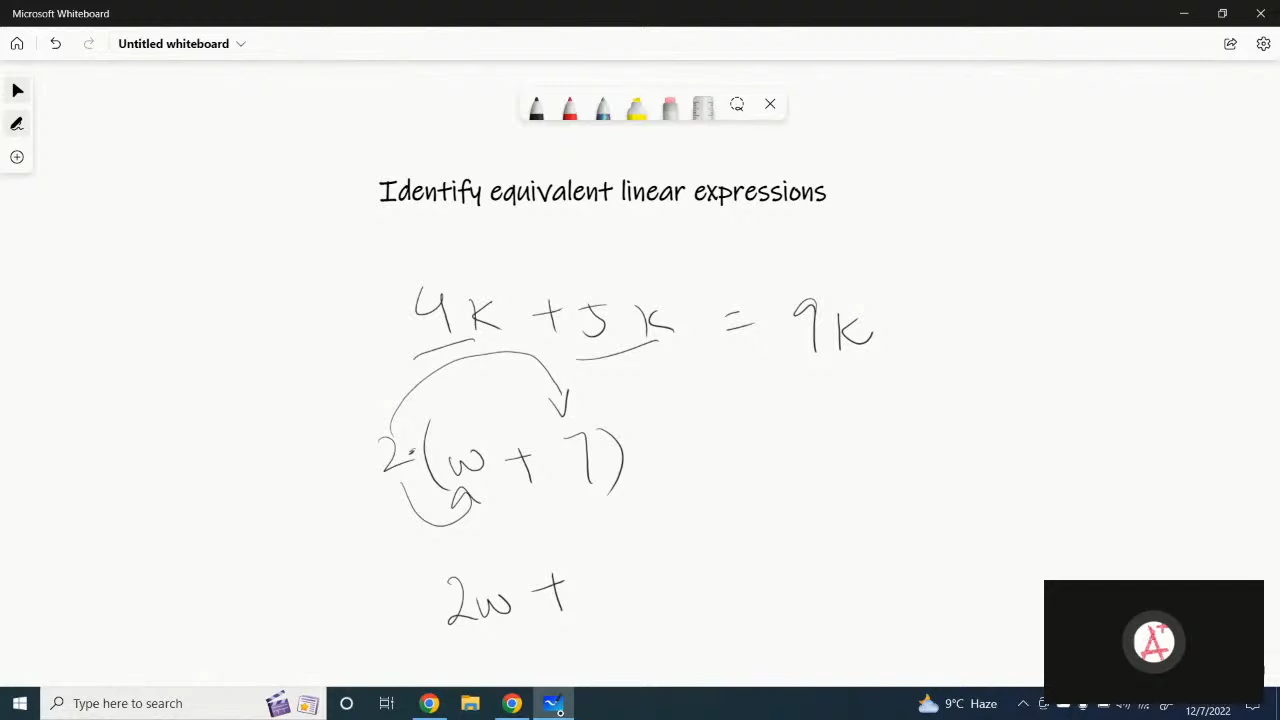 Microsoft Whiteboard
Untitled whiteboard
Identify equivalent linear expressions
4k + 5k = 9k
2·(w + 7)
2w +
A+
Type here to search
9°C Haze
12/7/2022